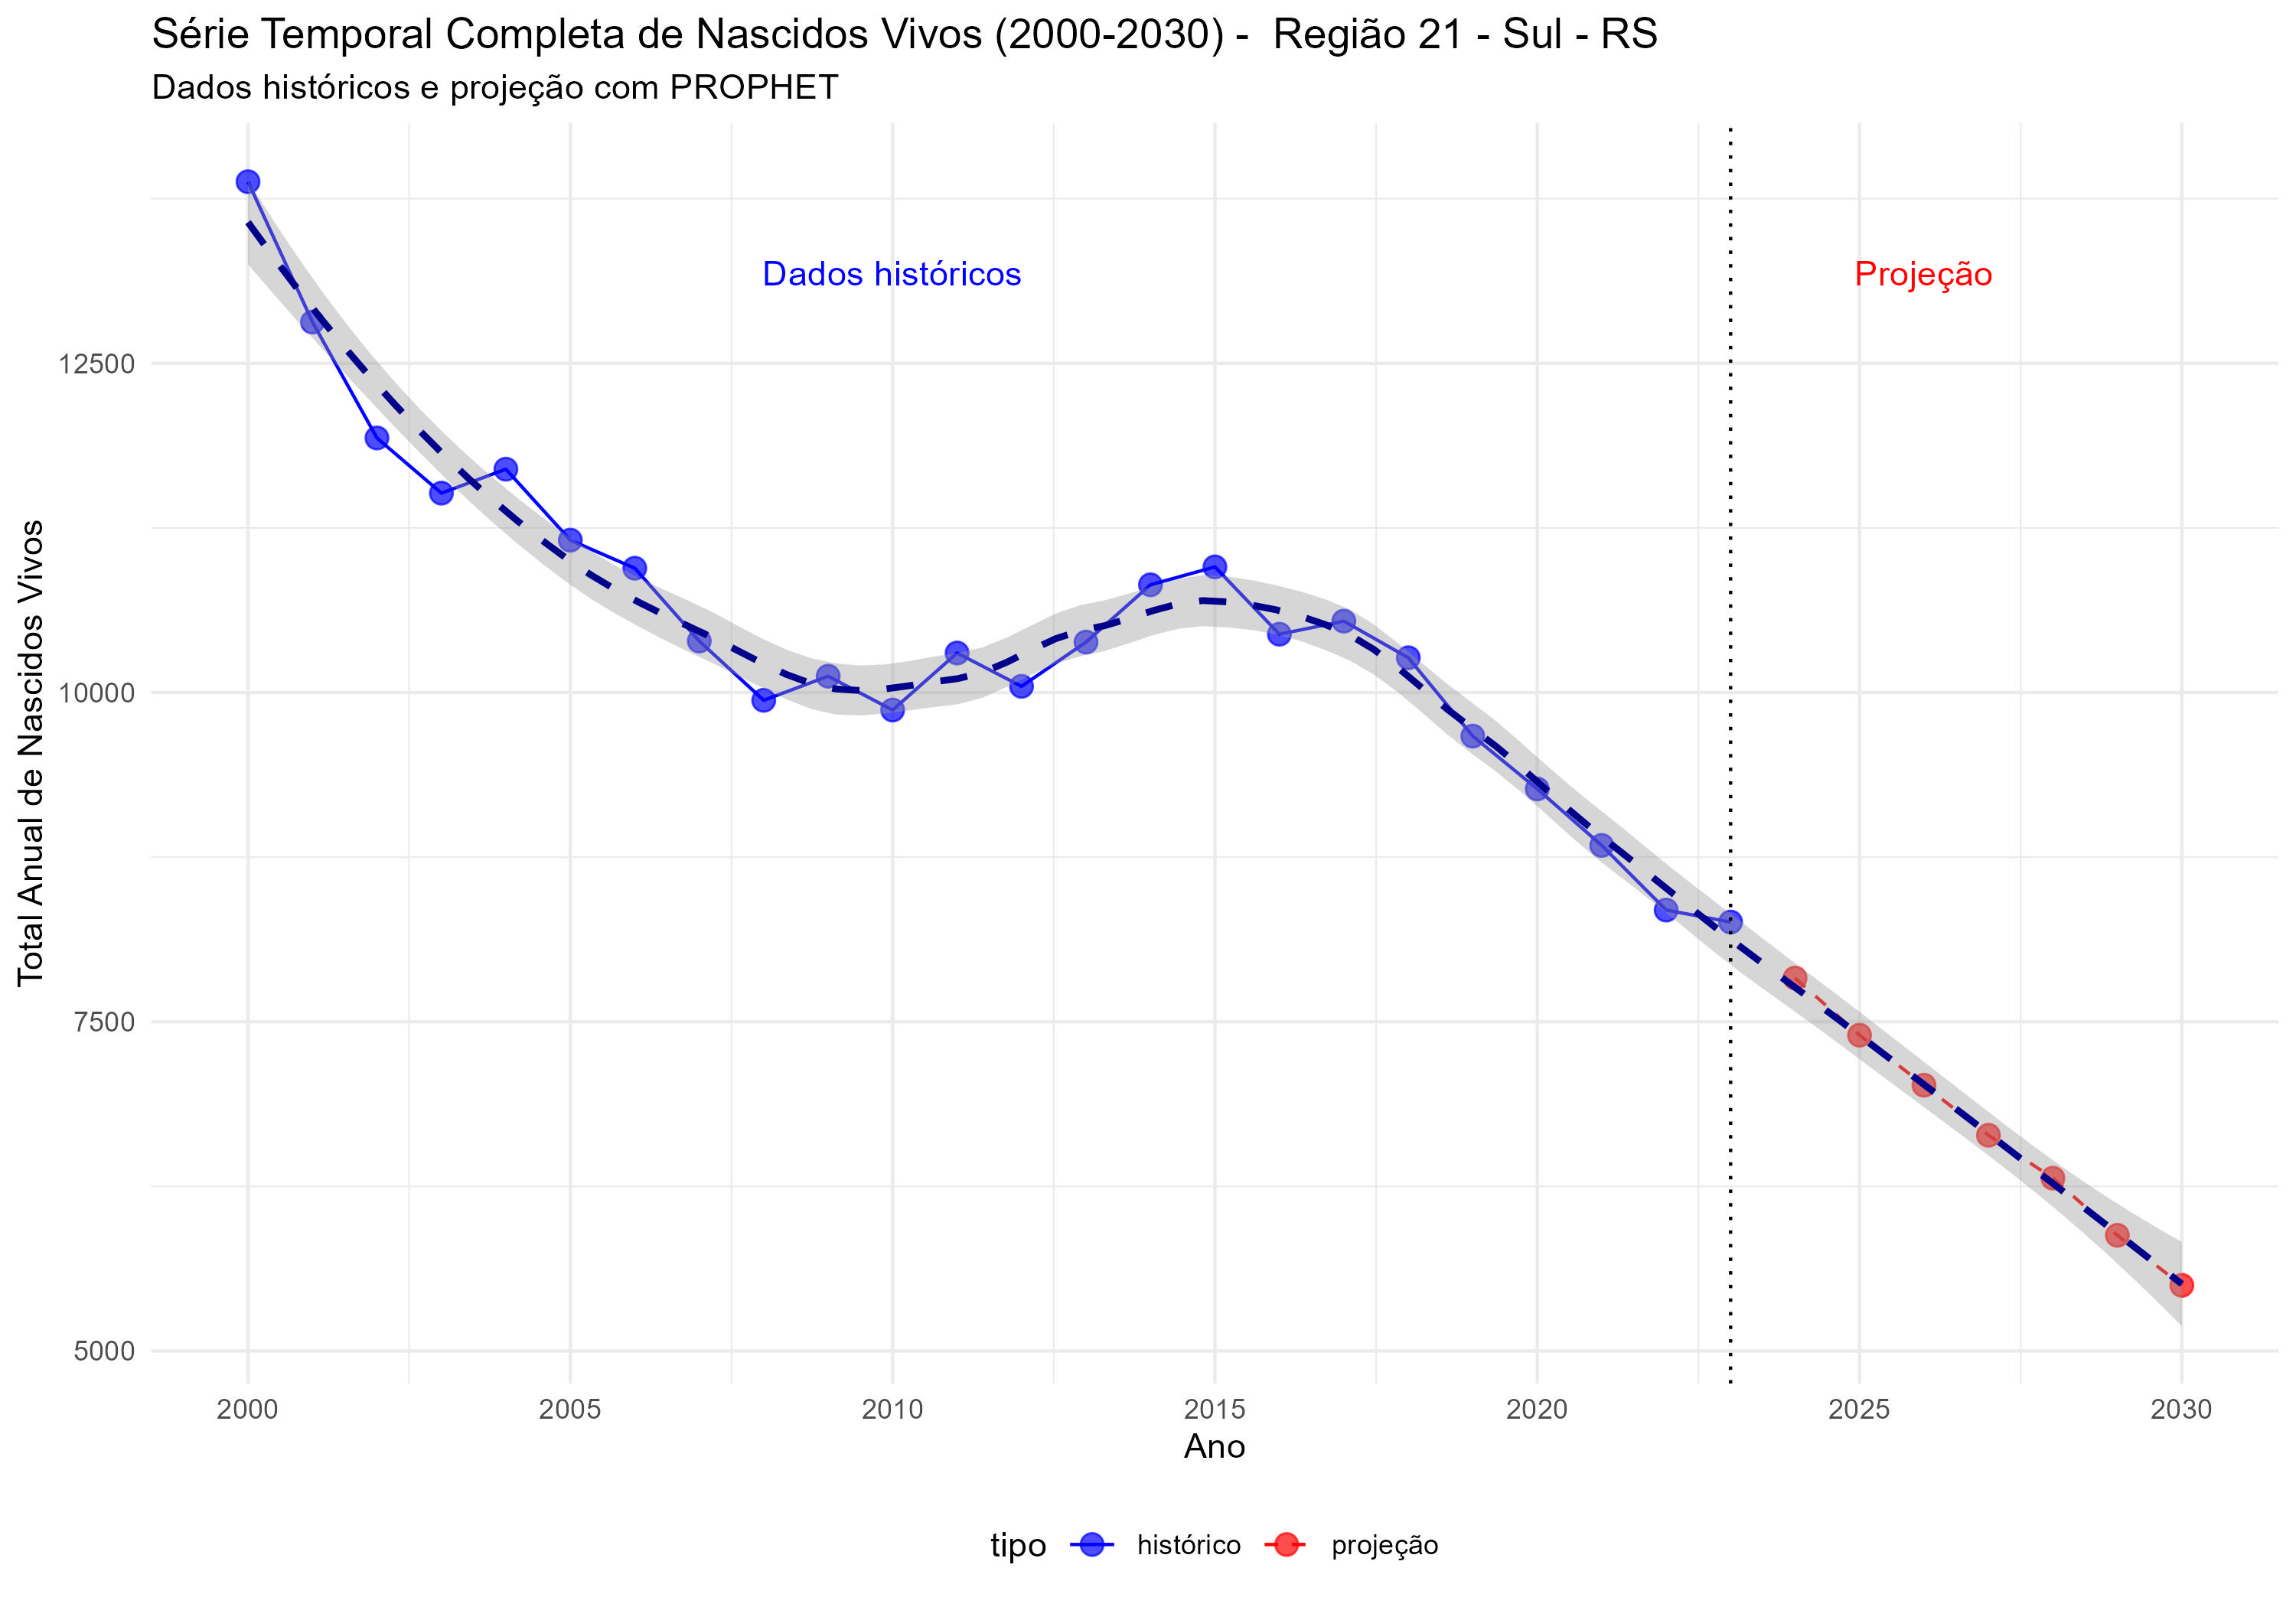 Série Temporal Completa de Nascidos Vivos (2000-2030) -  Região 21 - Sul - RS
Dados históricos e projeção com PROPHET
Dados históricos
Projeção
Total Anual de Nascidos Vivos
12500
10000
7500
5000
2000
2005
2010
2015
2020
2025
2030
Ano
tipo
histórico
projeção